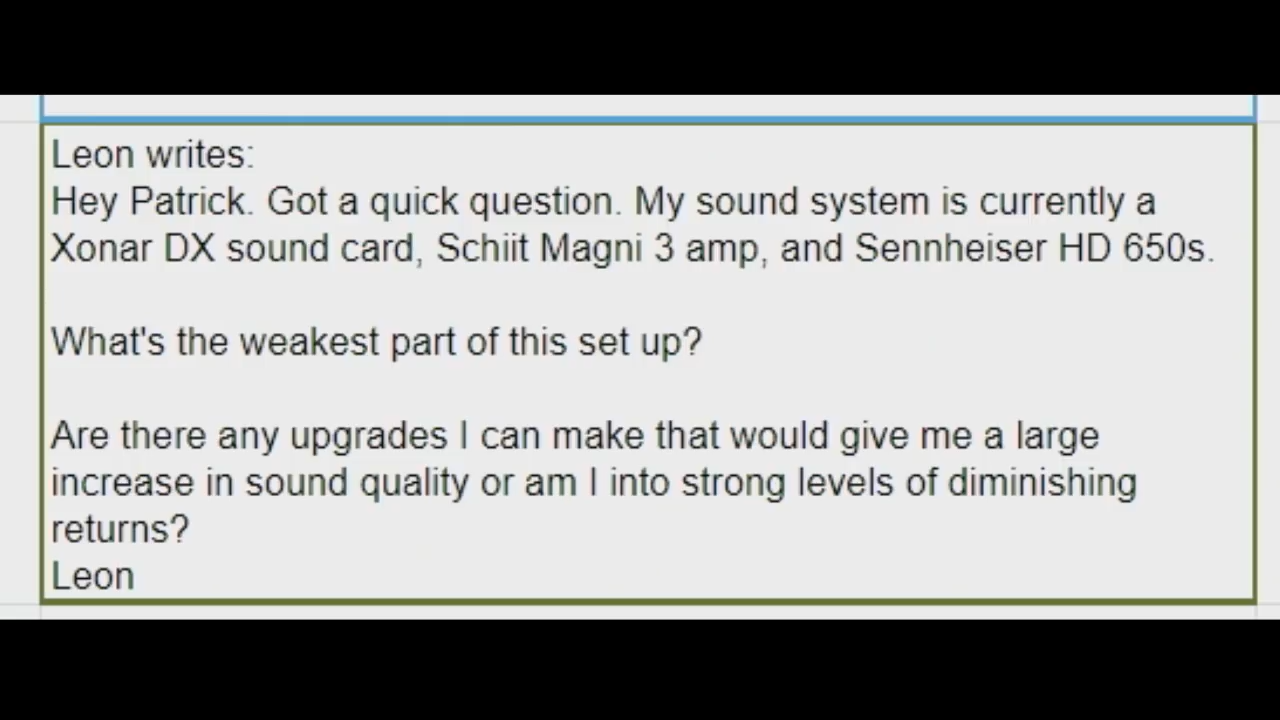 Leon writes:
Hey Patrick. Got a quick question. My sound system is currently a
Xonar DX sound card, Schiit Magni 3 amp, and Sennheiser HD 650s.
What's the weakest part of this set up?
Are there any upgrades I can make that would give me a large
increase in sound quality or am I into strong levels of diminishing
returns?
Leon